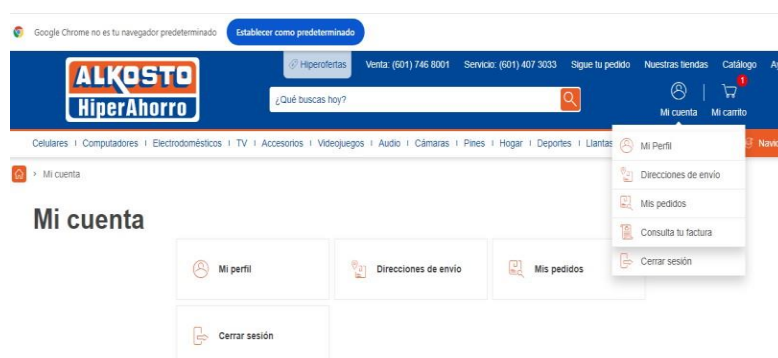 Google Chrome no es tu navegador predeterminado Establecer como predeterminado
Hiperofertas Venta: (601) 746 8001 Servicio: (601) 407 3033 Sigue tu pedido Nuestras tiendas Catálogo
ALKOSTO
HiperAhorro
¿Qué buscas hoy?
1
Mi cuenta Mi carrito
Celulares Computadores Electrodomésticos TV Accesorios Videojuegos Audio Cámaras Pines Hogar Deportes Llantas
Mi Perfil
Direcciones de envío
Mis pedidos
Consulta tu factura
Cerrar sesión
> Mi cuenta
Mi cuenta
Mi perfil Direcciones de envío Mis pedidos
Cerrar sesión